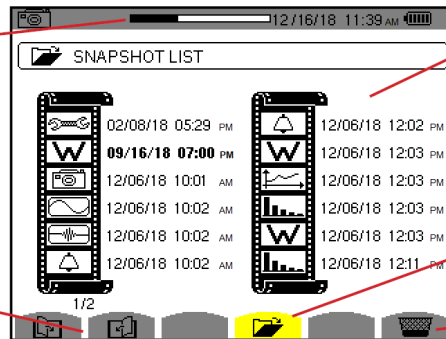 12/16/18 11:39 AM
SNAPSHOT LIST
02/08/18 05:29 PM
W 09/16/18 07:00 PM
12/06/18 10:01 AM
12/06/18 10:02 AM
12/06/18 10:02 AM
12/06/18 10:02 AM
12/06/18 12:02 PM
W 12/06/18 12:03 PM
12/06/18 12:03 PM
12/06/18 12:03 PM
W 12/06/18 12:03 PM
12/06/18 12:11 PM
1/2